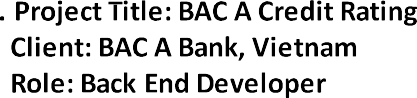 . Project Title: BAC A Credit Rating
Client: BAC A Bank, Vietnam
Role: Back End Developer